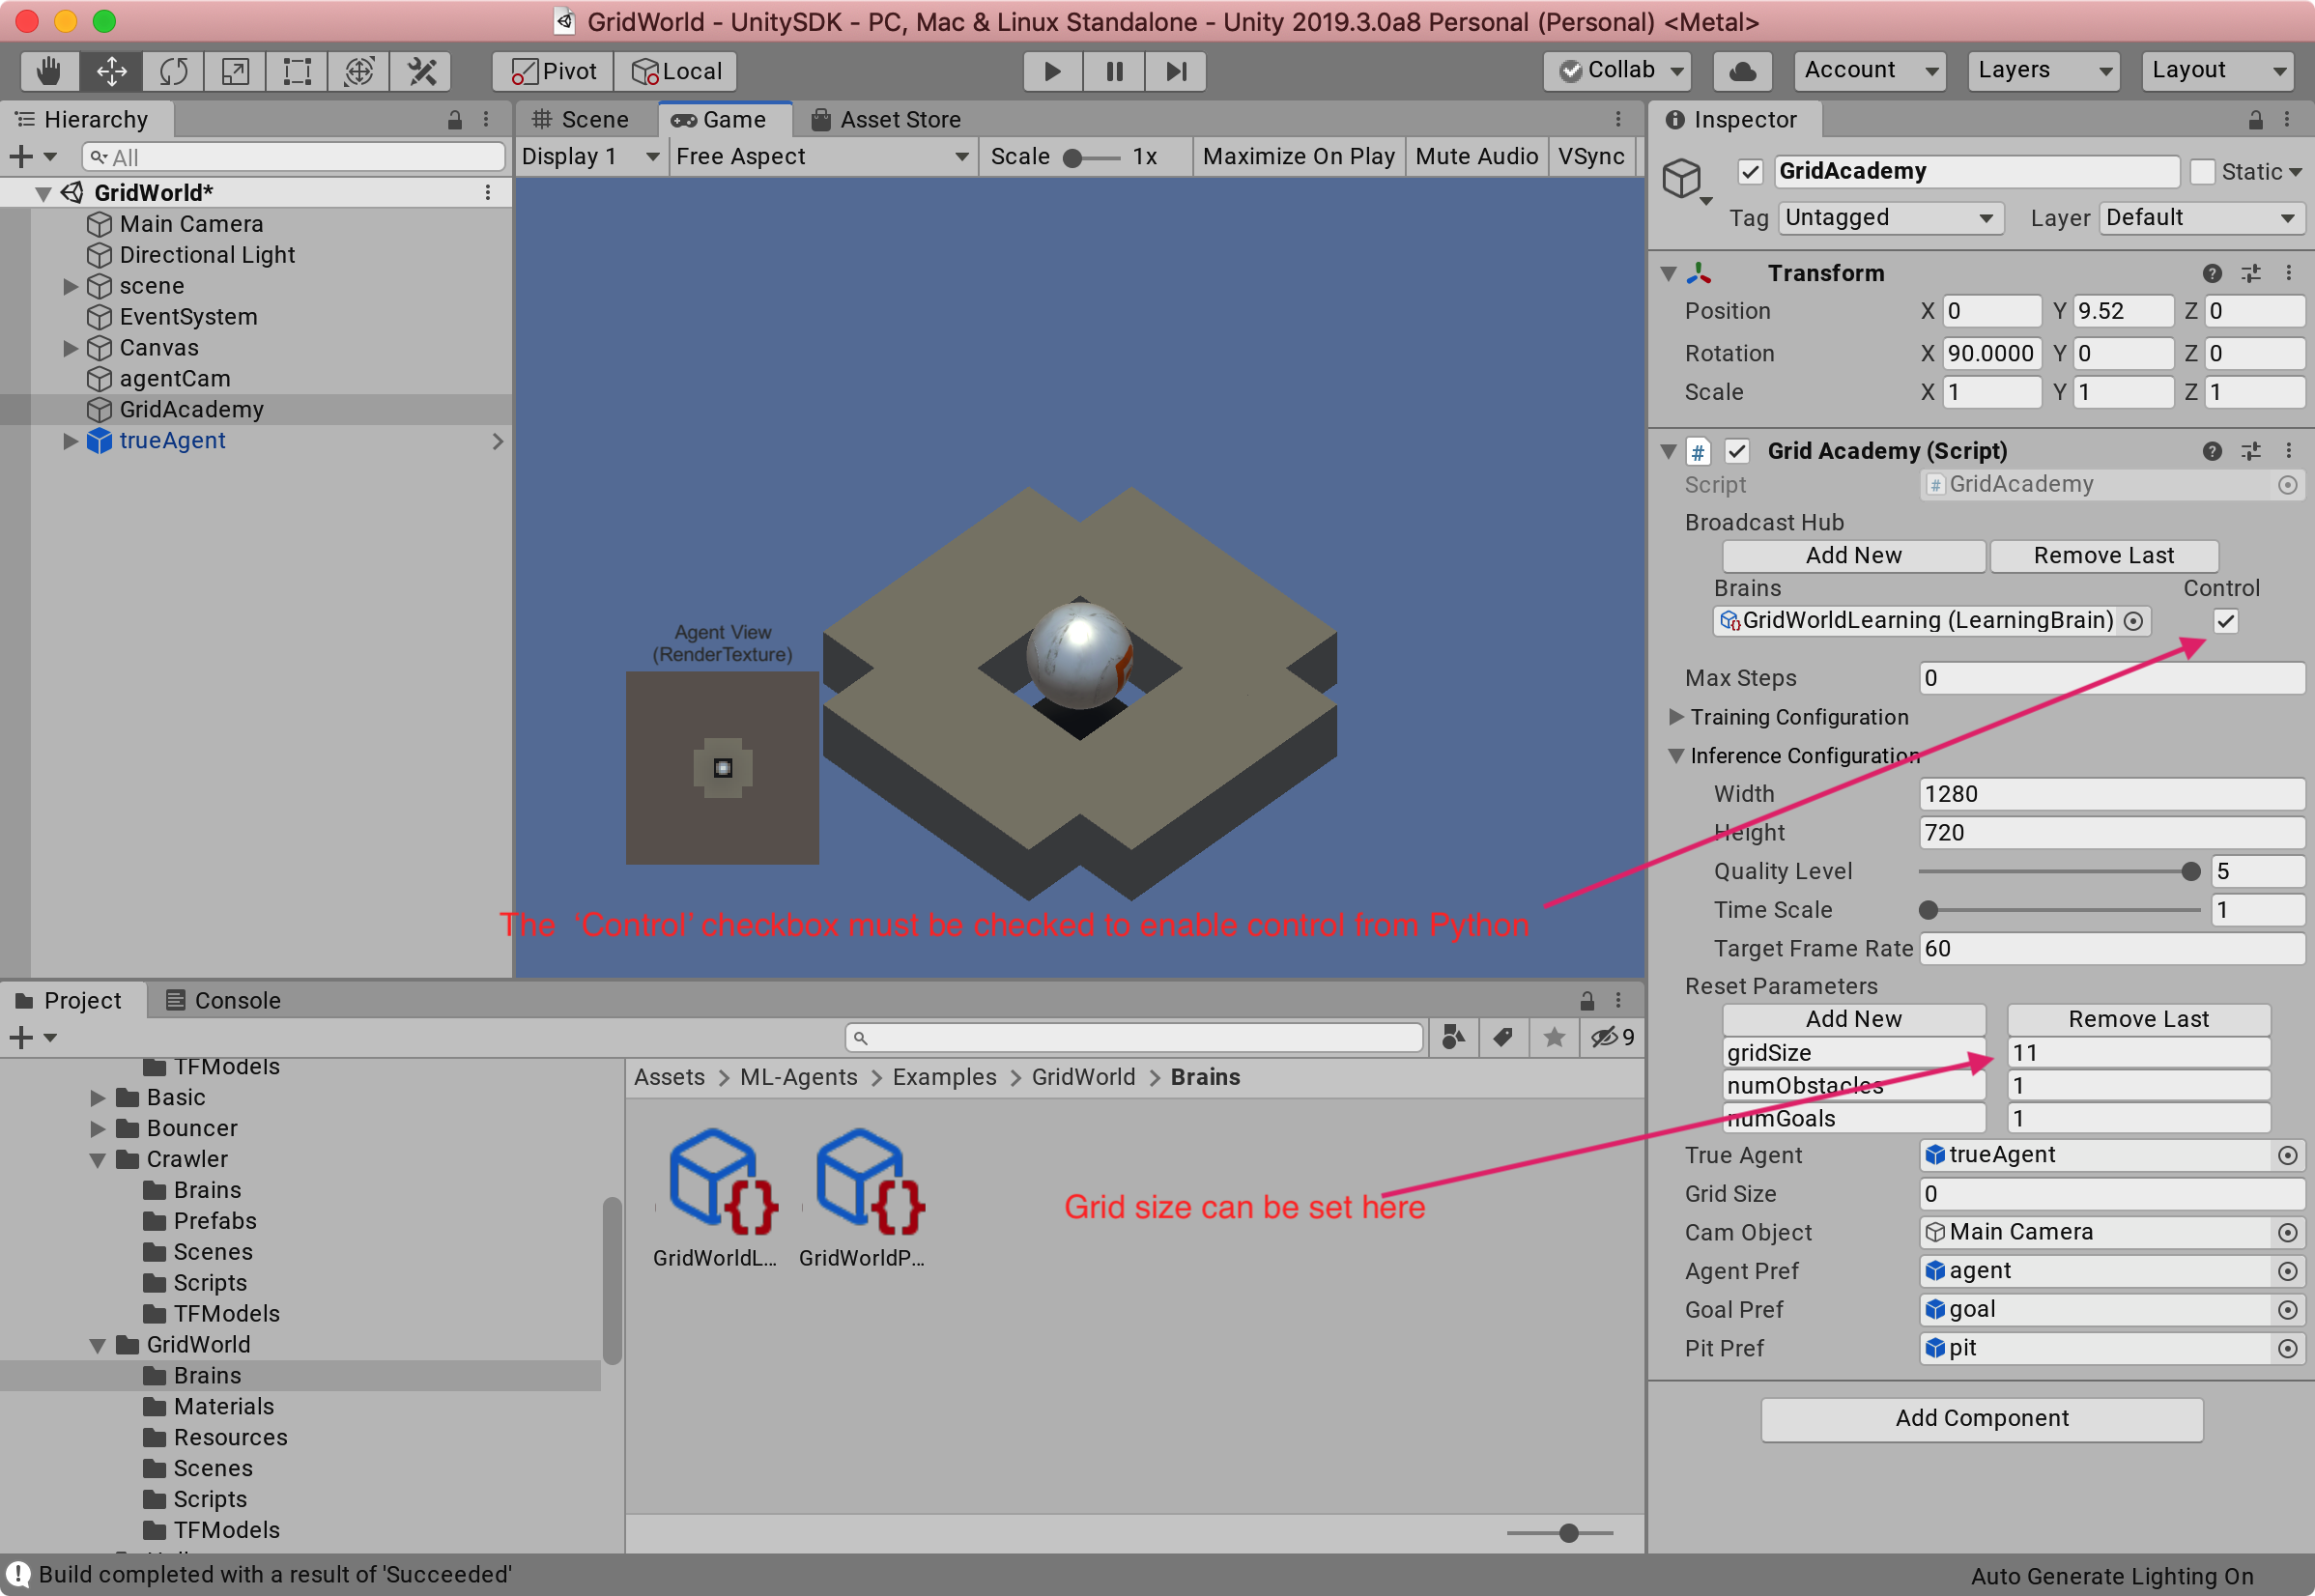 GridWorld - UnitySDK - PC, Mac & Linux Standalone - Unity 2019.3.0a8 Personal (Personal) <Metal>
Pivot Local Collab Account Layers Layout
Hierarchy
All
GridWorld*
Main Camera
Directional Light
scene
EventSystem
Canvas
agentCam
GridAcademy
trueAgent
Scene Game Asset Store
Display 1 Free Aspect Scale 1x Maximize On Play Mute Audio VSync
Agent View
(RenderTexture)
The 'Control' checkbox must be checked to enable control from Python
Inspector
GridAcademy Static
Tag Untagged Layer Default
Transform
Position X 0 Y 9.52 Z 0
Rotation X 90.0000 Y 0 Z 0
Scale X 1 Y 1 Z 1
# Grid Academy (Script)
Script # GridAcademy
Broadcast Hub
Add New Remove Last
Brains Control
GridWorldLearning (LearningBrain)
Max Steps 0
Training Configuration
Inference Configuration
Width 1280
Height 720
Quality Level 5
Time Scale 1
Target Frame Rate 60
Reset Parameters
Add New Remove Last
gridSize 11
numObstacles 1
numGoals 1
True Agent trueAgent
Grid Size 0
Cam Object Main Camera
Agent Pref agent
Goal Pref goal
Pit Pref pit
Add Component
Project Console
9
TFModels
Basic
Bouncer
Crawler
Brains
Prefabs
Scenes
Scripts
TFModels
GridWorld
Brains
Materials
Resources
Scenes
Scripts
TFModels
Assets > ML-Agents > Examples > GridWorld > Brains
GridWorldL... GridWorldP...
Grid size can be set here
Build completed with a result of 'Succeeded'
Auto Generate Lighting On